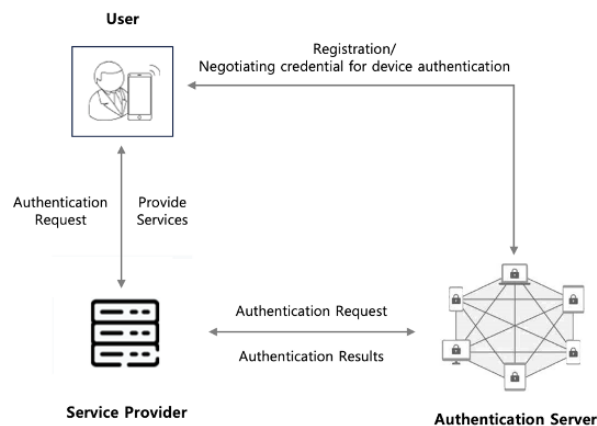 User
Registration/
Negotiating credential for device authentication
Authentication
Request
Provide
Services
Authentication Request
Authentication Results
Service Provider
Authentication Server